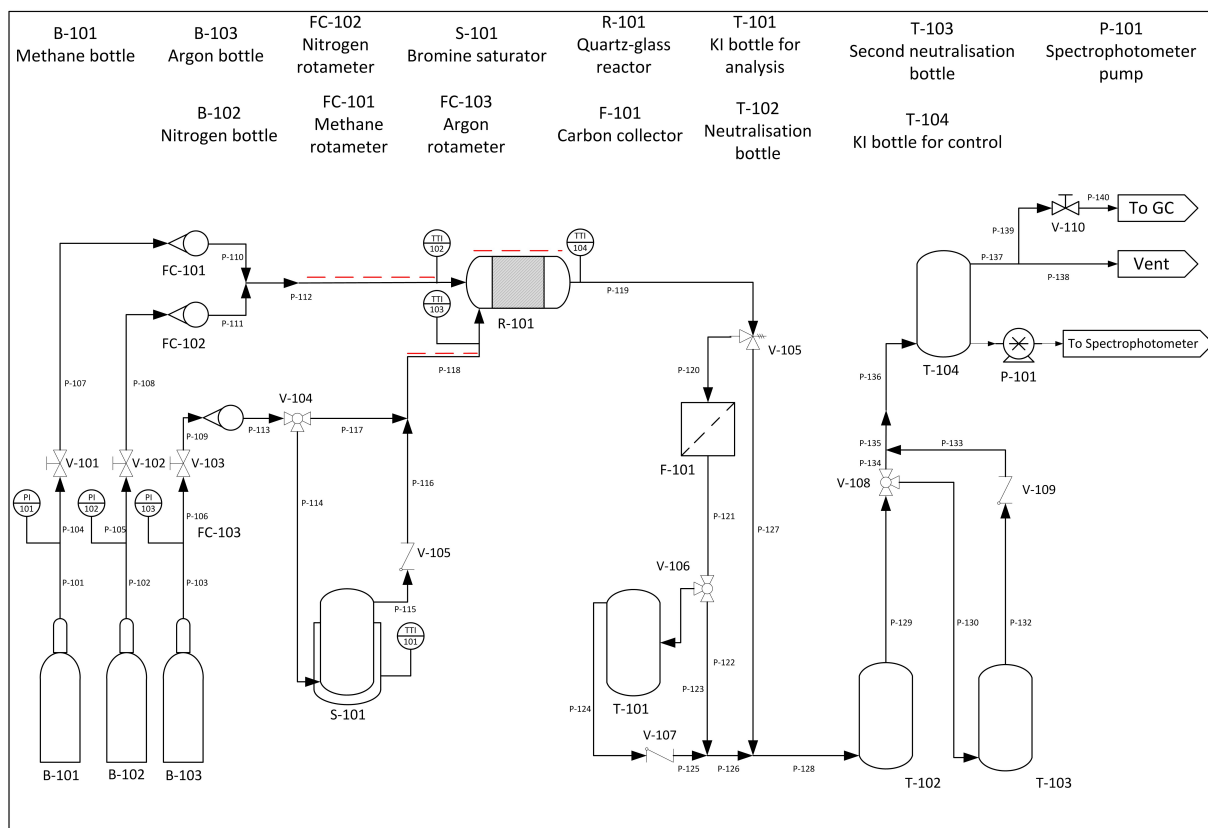 B-101
Methane bottle
B-103
Argon bottle
FC-102
Nitrogen
rotameter
S-101
Bromine saturator
R-101
Quartz-glass
reactor
T-101
KI bottle for
analysis
T-103
Second neutralisation
bottle
P-101
Spectrophotometer
pump
B-102
Nitrogen bottle
FC-101
Methane
rotameter
FC-103
Argon
rotameter
F-101
Carbon collector
T-102
Neutralisation
bottle
T-104
KI bottle for control
P-140
To GC
V-110
P-139
P-137
P-138
Vent
TTI
102
TTI
104
P-110
FC-101
P-112
P-119
TTI
103
R-101
P-111
FC-102
V-105
To Spectrophotometer
T-104
P-101
P-118
P-120
P-136
P-107
P-108
V-104
P-109
P-113
P-117
P-135
P-133
F-101
V-101
V-102
V-103
P-134
P-116
V-108
V-109
PI
101
PI
102
PI
103
P-114
P-121
P-104
P-105
P-106
FC-103
P-127
V-105
V-106
P-101
P-102
P-103
P-115
P-129
P-130
P-132
TTI
101
P-122
P-123
T-101
P-124
S-101
V-107
P-125
P-126
P-128
B-101
B-102
B-103
T-102
T-103